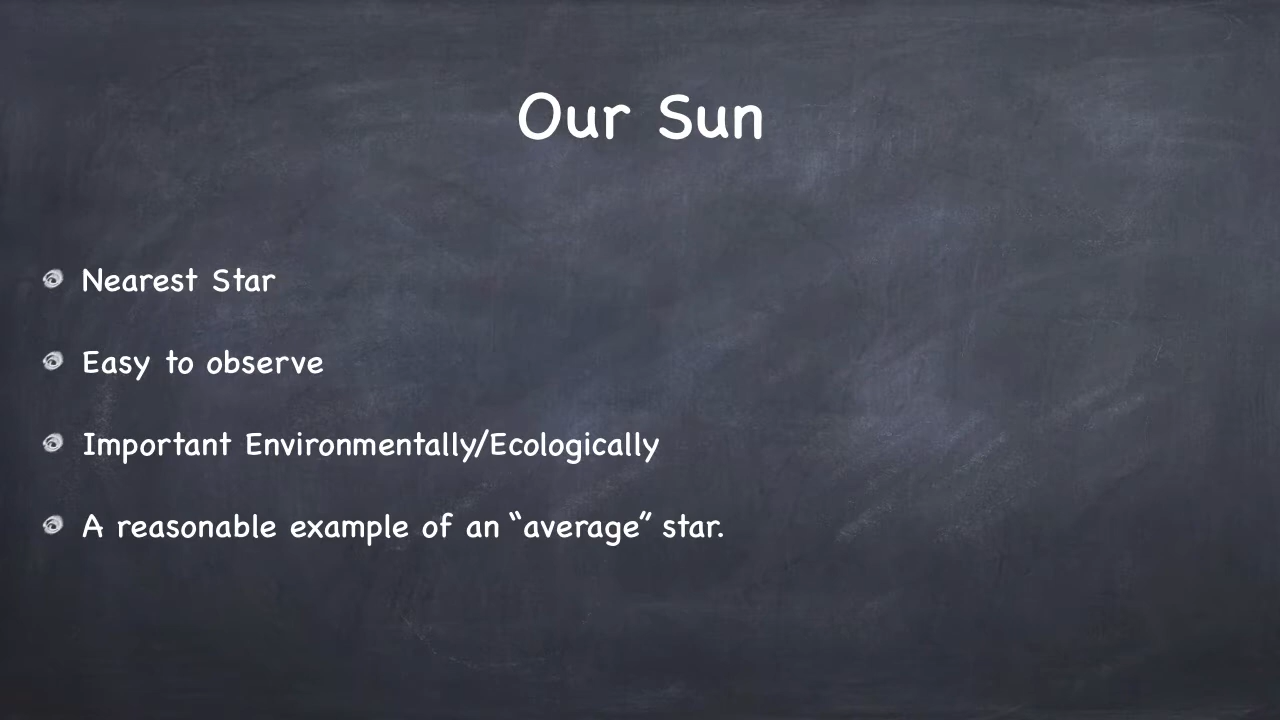 Our Sun
Nearest Star
Easy to observe
Important Environmentally/Ecologically
A reasonable example of an “average” star.